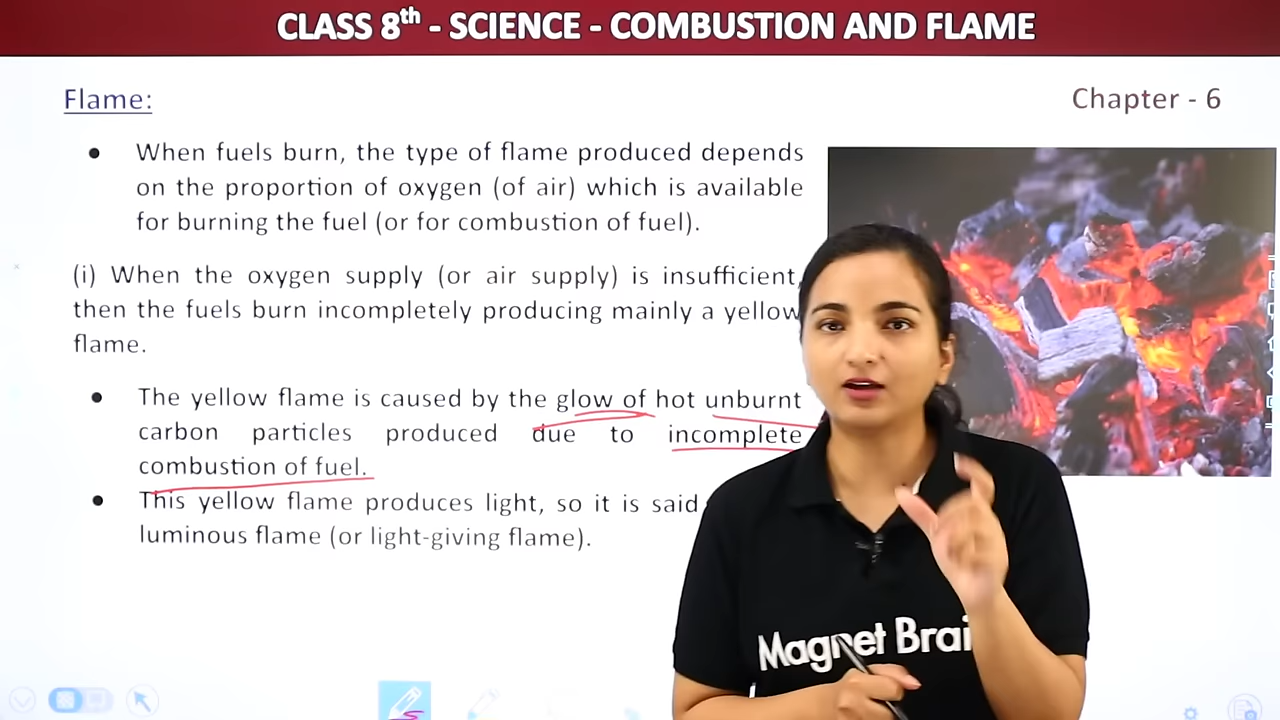 CLASS 8th - SCIENCE - COMBUSTION AND FLAME
Flame:
Chapter - 6
• When fuels burn, the type of flame produced depends
on the proportion of oxygen (of air) which is available
for burning the fuel (or for combustion of fuel).
(i) When the oxygen supply (or air supply) is insufficient,
then the fuels burn incompletely producing mainly a yellow
flame.
• The yellow flame is caused by the glow of hot unburnt
carbon particles produced due to incomplete
combustion of fuel.
• This yellow flame produces light, so it is said
luminous flame (or light-giving flame).
Magnet Brai